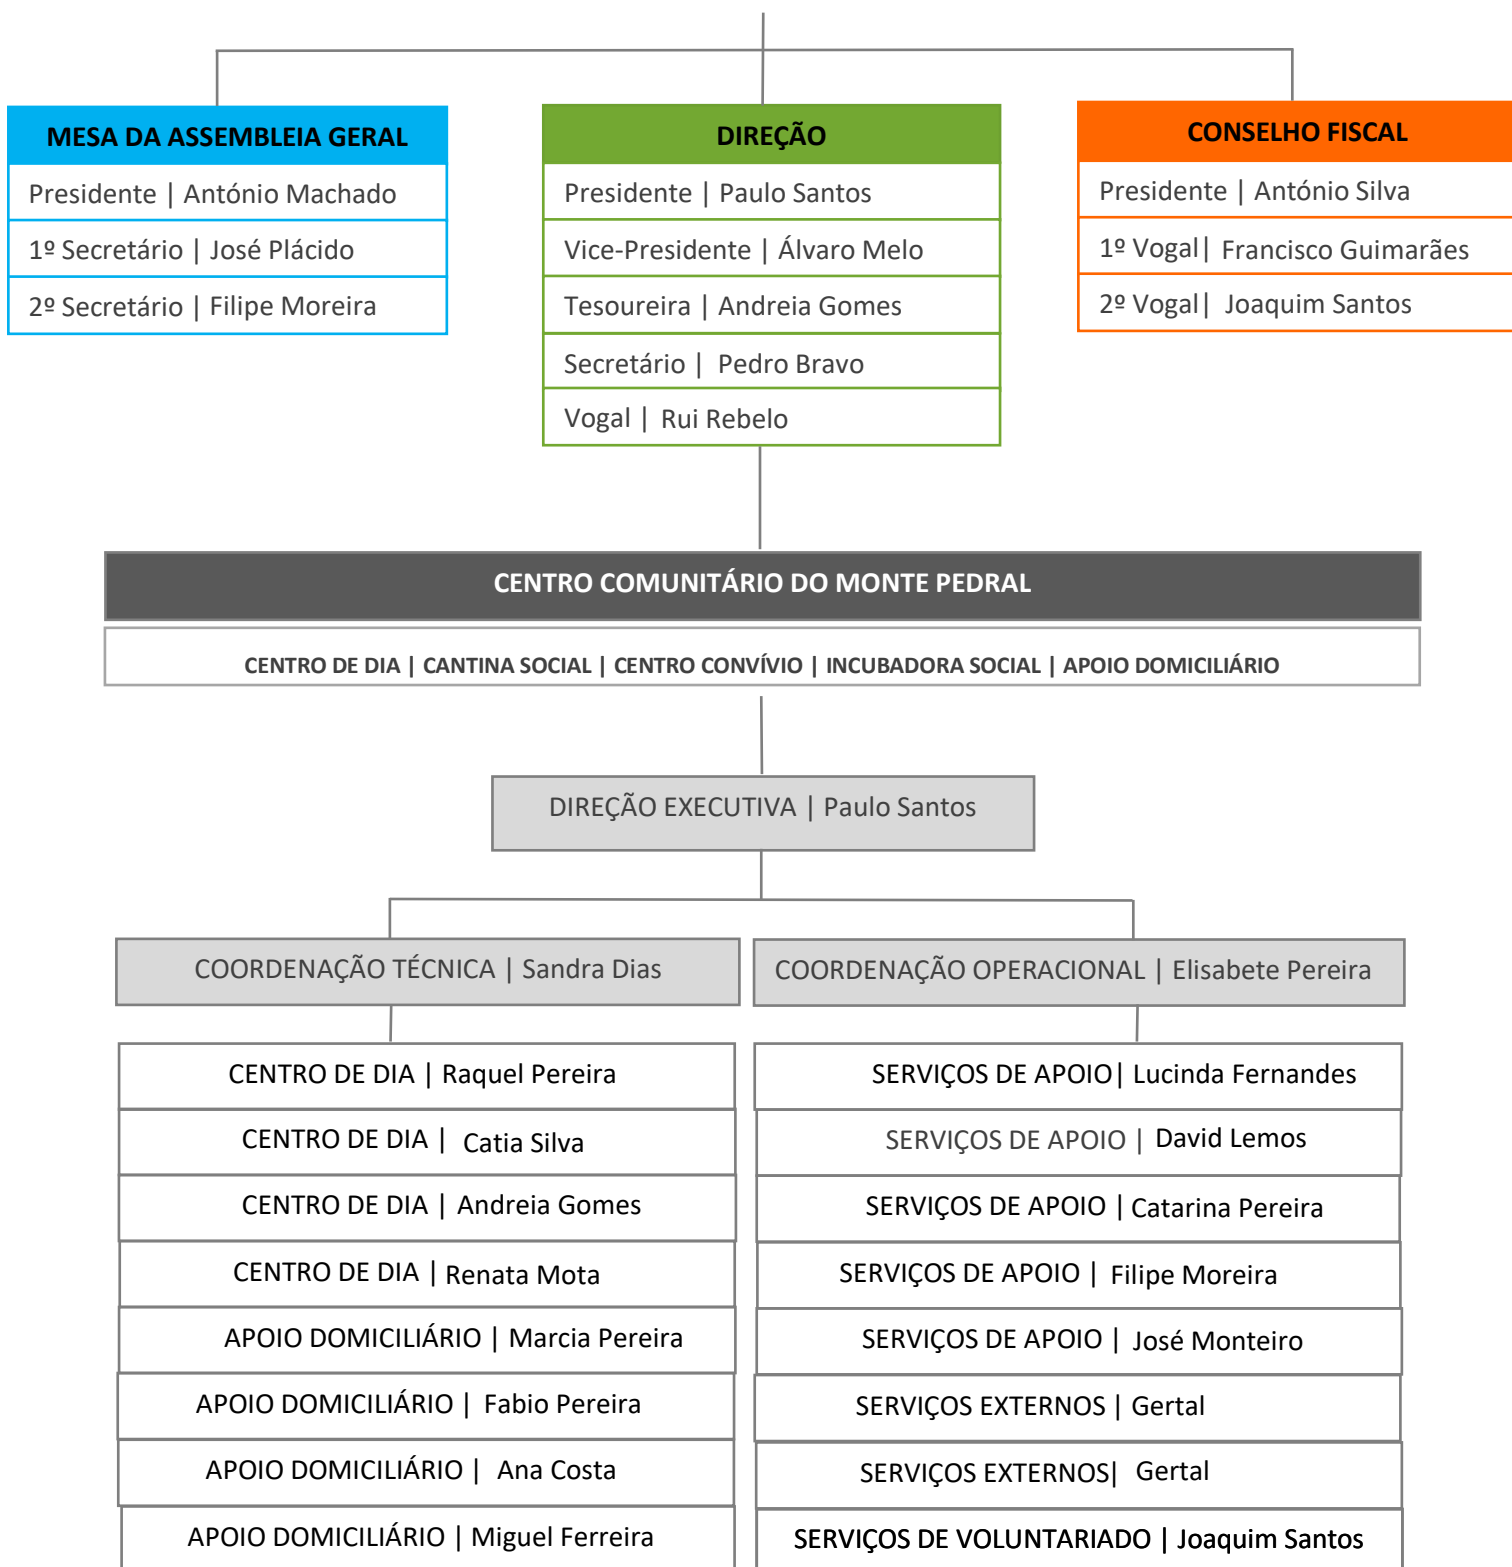 MESA DA ASSEMBLEIA GERAL
Presidente | António Machado
1º Secretário | José Plácido
2º Secretário | Filipe Moreira
DIREÇÃO
Presidente | Paulo Santos
Vice-Presidente | Álvaro Melo
Tesoureira | Andreia Gomes
Secretário | Pedro Bravo
Vogal | Rui Rebelo
CONSELHO FISCAL
Presidente | António Silva
1º Vogal| Francisco Guimarães
2º Vogal| Joaquim Santos
CENTRO COMUNITÁRIO DO MONTE PEDRAL
CENTRO DE DIA | CANTINA SOCIAL | CENTRO CONVÍVIO | INCUBADORA SOCIAL | APOIO DOMICILIÁRIO
DIREÇÃO EXECUTIVA | Paulo Santos
COORDENAÇÃO TÉCNICA | Sandra Dias
CENTRO DE DIA | Raquel Pereira
CENTRO DE DIA | Catia Silva
CENTRO DE DIA | Andreia Gomes
CENTRO DE DIA | Renata Mota
APOIO DOMICILIÁRIO | Marcia Pereira
APOIO DOMICILIÁRIO | Fabio Pereira
APOIO DOMICILIÁRIO | Ana Costa
APOIO DOMICILIÁRIO | Miguel Ferreira
COORDENAÇÃO OPERACIONAL | Elisabete Pereira
SERVIÇOS DE APOIO| Lucinda Fernandes
SERVIÇOS DE APOIO | David Lemos
SERVIÇOS DE APOIO | Catarina Pereira
SERVIÇOS DE APOIO | Filipe Moreira
SERVIÇOS DE APOIO | José Monteiro
SERVIÇOS EXTERNOS | Gertal
SERVIÇOS EXTERNOS| Gertal
SERVIÇOS DE VOLUNTARIADO | Joaquim Santos